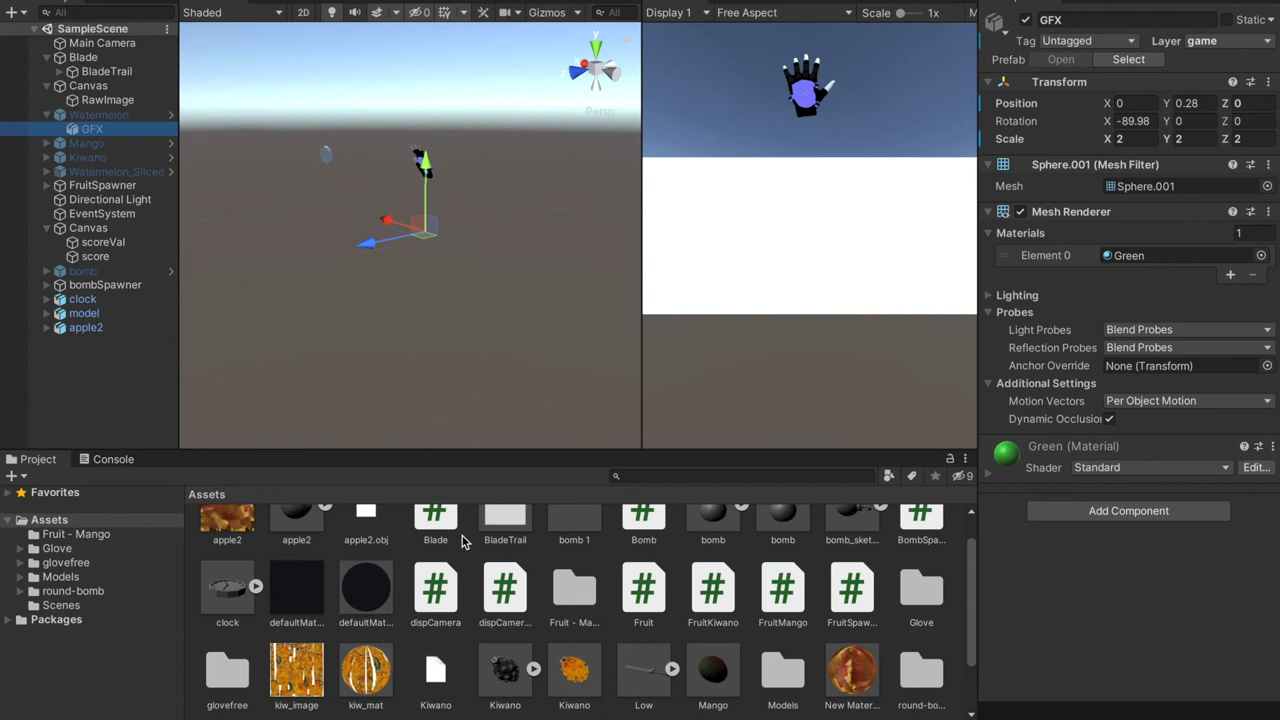 All
Shaded
2D
0
Gizmos
All
Display 1
Free Aspect
Scale
1x
M
GFX
Static
SampleScene
Main Camera
Blade
BladeTrail
Canvas
RawImage
Watermelon
GFX
Mango
Kiwano
Watermelon_Sliced
FruitSpawner
Directional Light
EventSystem
Canvas
scoreVal
score
bomb
bombSpawner
clock
model
apple2
y
Persp
Tag
Untagged
Layer
game
Prefab
Open
Select
Transform
Position
X 0
Y 0.28
Z 0
Rotation
X -89.98
Y 0
Z 0
Scale
X 2
Y 2
Z 2
Sphere.001 (Mesh Filter)
Mesh
Sphere.001
Mesh Renderer
Materials
1
Element 0
Green
Lighting
Probes
Light Probes
Blend Probes
Reflection Probes
Blend Probes
Anchor Override
None (Transform)
Additional Settings
Motion Vectors
Per Object Motion
Dynamic Occlusion
Green (Material)
Shader
Standard
Edit...
Add Component
Project
Console
9
Favorites
Assets
Fruit - Mango
Glove
glovefree
Models
round-bomb
Scenes
Packages
Assets
apple2
apple2
apple2.obj
Blade
BladeTrail
bomb 1
Bomb
bomb
bomb
bomb_sket...
BombSpa...
clock
defaultMat...
defaultMat...
dispCamera
dispCamer...
Fruit - Ma...
Fruit
FruitKiwano
FruitMango
FruitSpaw...
Glove
glovefree
kiw_image
kiw_mat
Kiwano
Kiwano
Kiwano
Low
Mango
Models
New Mater...
round-bo...